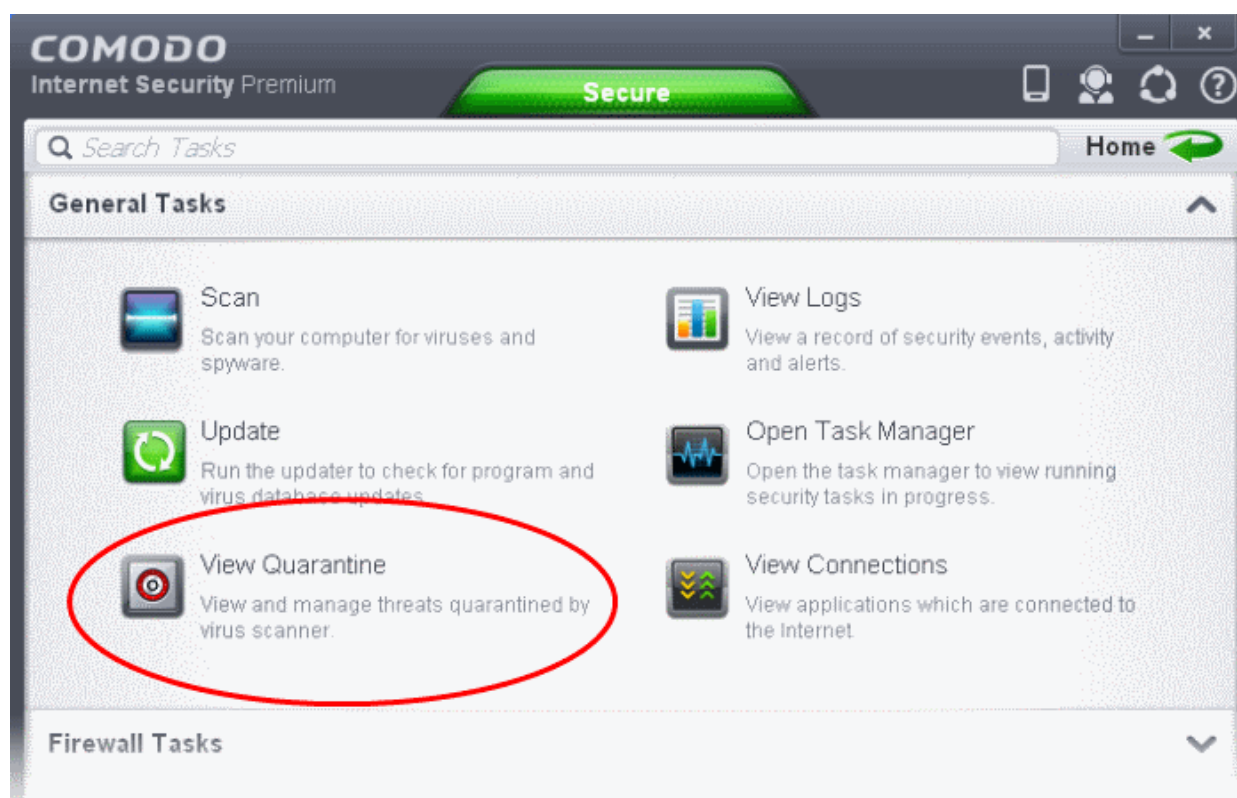 COMODO
Internet Security Premium
Secure
Search Tasks
Home
General Tasks
Scan
Scan your computer for viruses and
spyware.
View Logs
View a record of security events, activity
and alerts.
Update
Run the updater to check for program and
virus database updates.
Open Task Manager
Open the task manager to view running
security tasks in progress.
View Quarantine
View and manage threats quarantined by
virus scanner.
View Connections
View applications which are connected to
the Internet
Firewall Tasks